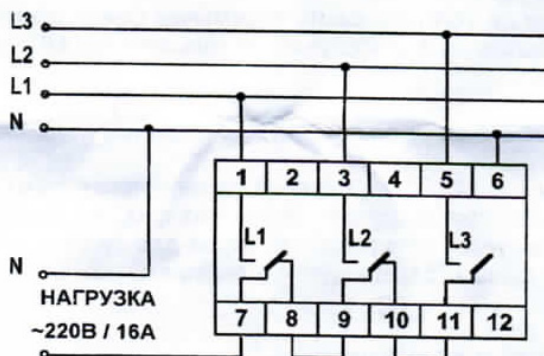 L3
L2
L1
N
1 2 3 4 5 6
L1 L2 L3
N
НАГРУЗКА
~220В / 16А
7 8 9 10 11 12